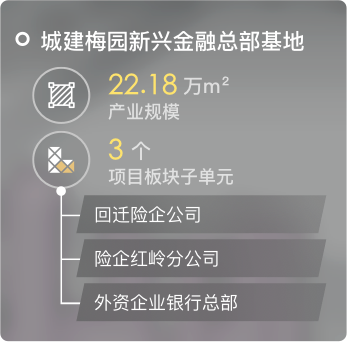 城建梅园新兴金融总部基地
22.18 万m²
产业规模
3 个
项目板块子单元
回迁险企公司
险企红岭分公司
外资企业银行总部